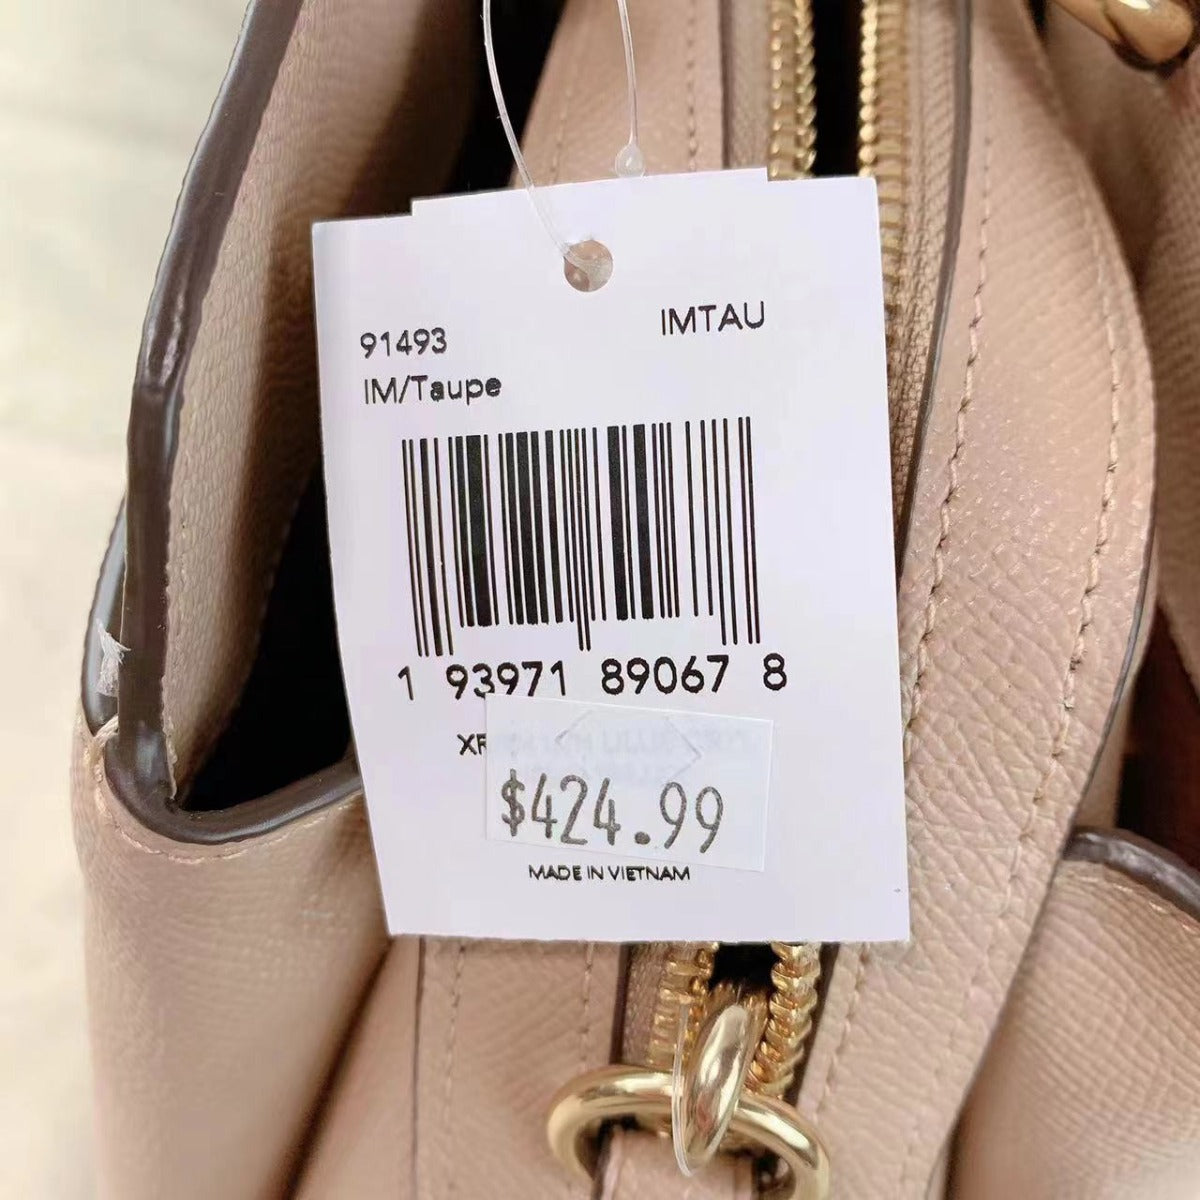 91493 IMTAU
IM/Taupe
1 93971 89067 8
$424.99
MADE IN VIETNAM